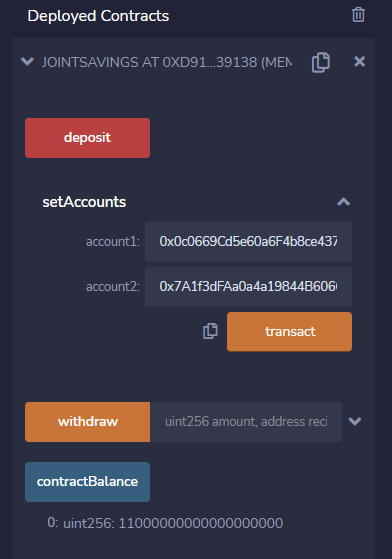 Deployed Contracts
JOINTSAVINGS AT 0XD91...39138 (MEM
deposit
setAccounts
account1: 0x0c0669Cd5e60a6F4b8ce437
account2: 0x7A1f3dFAa0a4a19844B606
transact
withdraw uint256 amount, address reci
contractBalance
0: uint256: 11000000000000000000